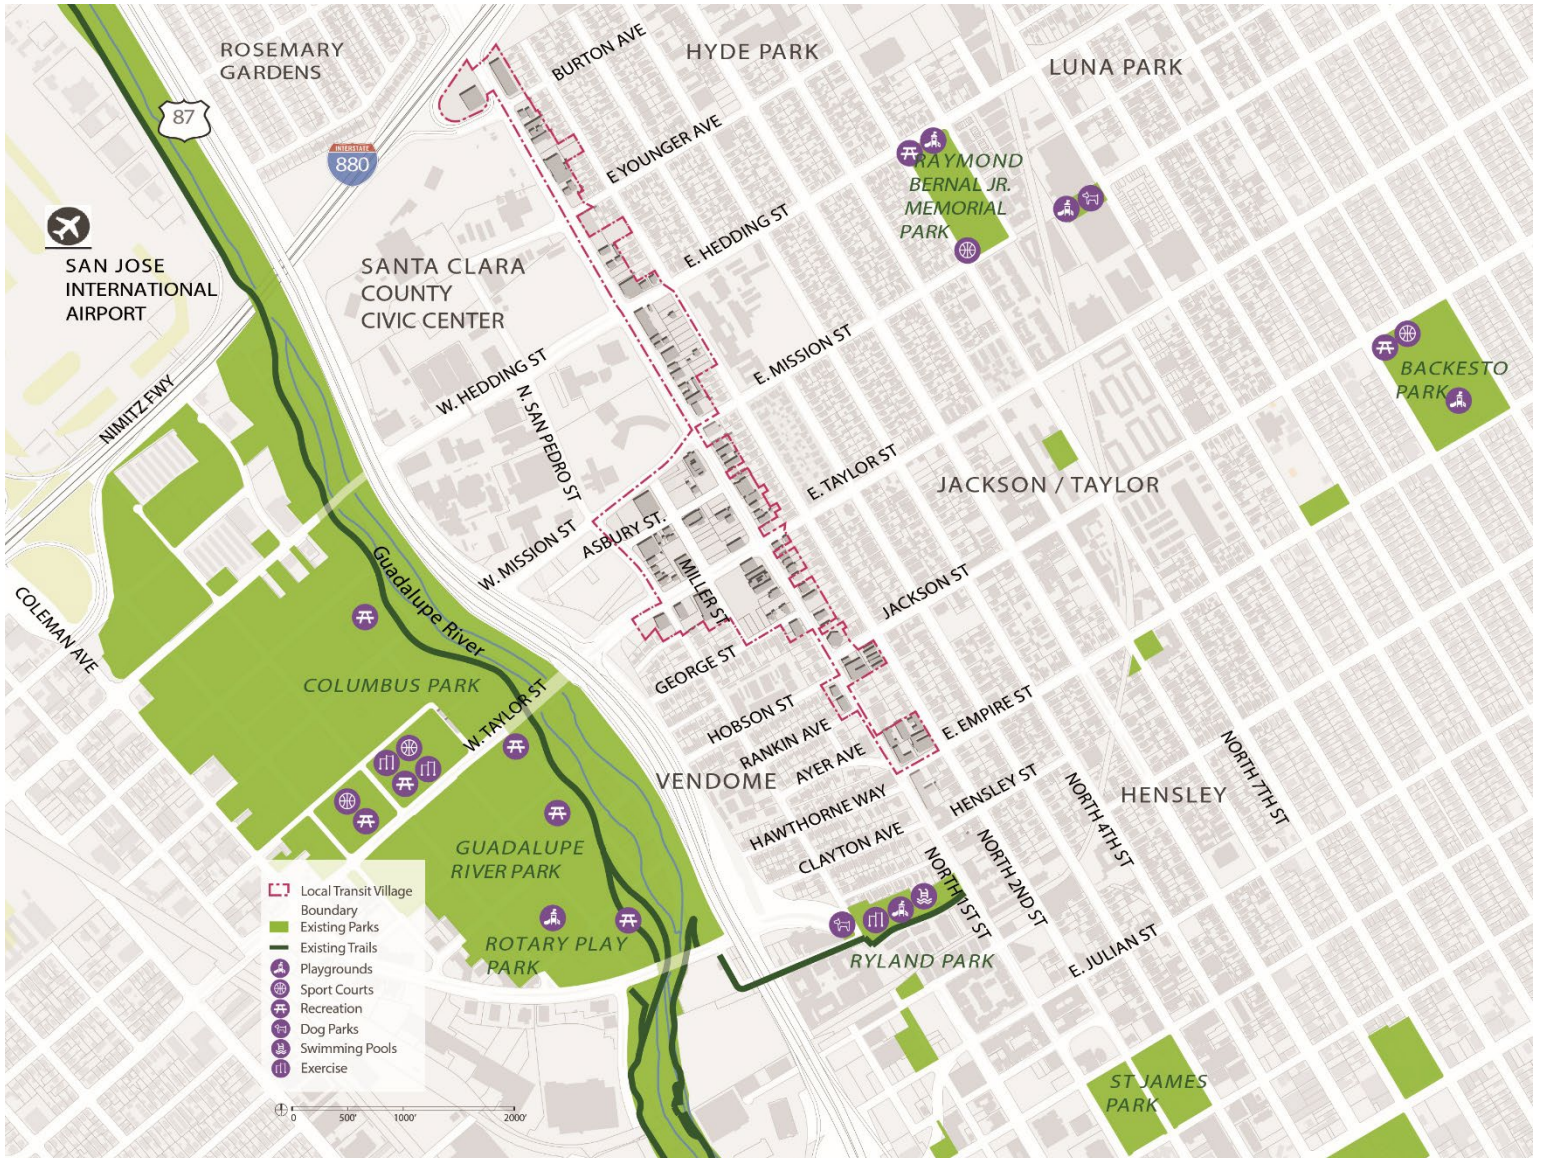 ROSEMARY
GARDENS
BURTON AVE
HYDE PARK
LUNA PARK
87
INTERSTATE
880
E YOUNGER AVE
RAYMOND
BERNAL JR.
MEMORIAL
PARK
E. HEDDING ST
SAN JOSE
INTERNATIONAL
AIRPORT
SANTA CLARA
COUNTY
CIVIC CENTER
E. MISSION ST
BACKESTO
PARK
NIMITZ FWY
W. HEDDING ST
N. SAN PEDRO ST
E. TAYLOR ST
JACKSON / TAYLOR
W. MISSION ST
ASBURY ST.
MILLER ST.
JACKSON ST
COLEMAN AVE
Guadalupe River
COLUMBUS PARK
W. TAYLOR ST
GEORGE ST
HOBSON ST
RANKIN AVE
AYER AVE
E. EMPIRE ST
VENDOME
HAWTHORNE WAY
CLAYTON AVE
HENSLEY ST
HENSLEY
NORTH 7TH ST
NORTH 4TH ST
NORTH 2ND ST
NORTH 1ST ST
GUADALUPE
RIVER PARK
ROTARY PLAY
PARK
RYLAND PARK
E. JULIAN ST
ST JAMES
PARK
Local Transit Village
Boundary
Existing Parks
Existing Trails
Playgrounds
Sport Courts
Recreation
Dog Parks
Swimming Pools
Exercise
0 500' 1000' 2000'